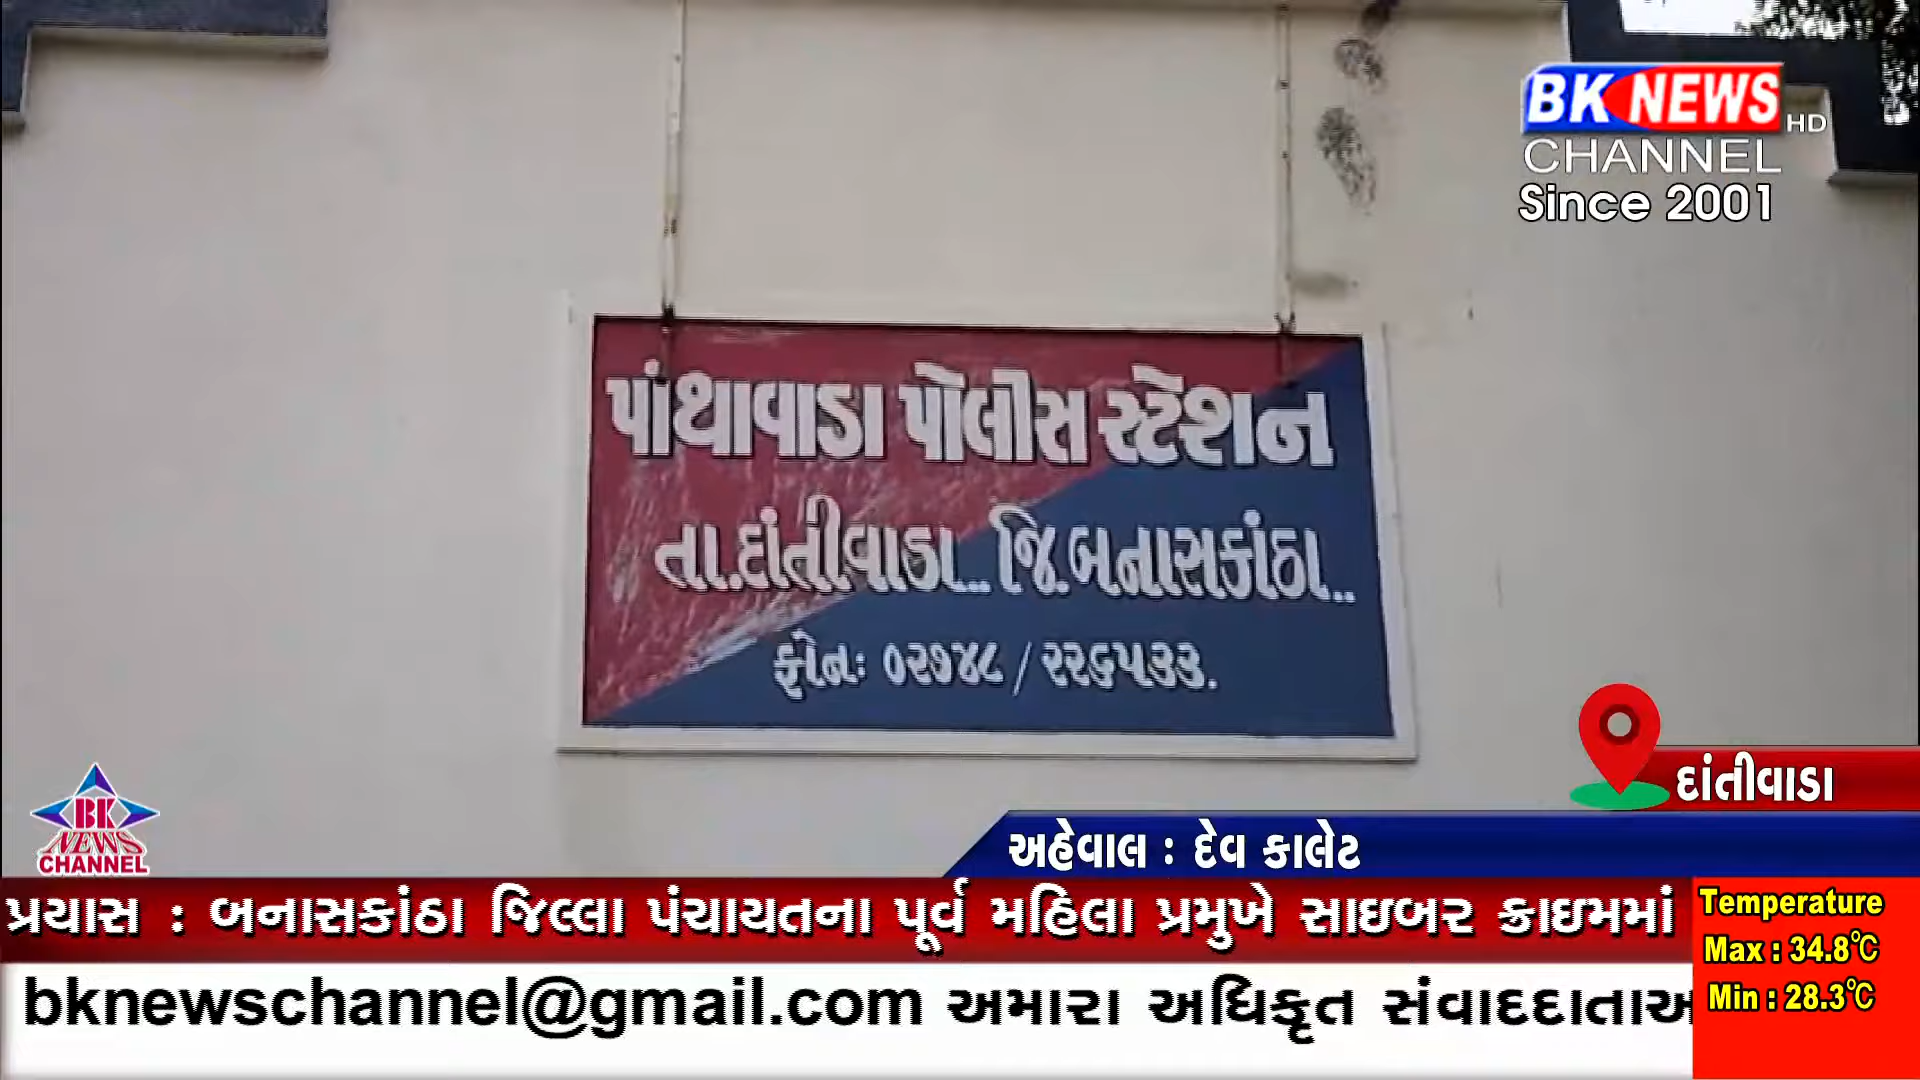 BK NEWS HD
CHANNEL
Since 2001
પાંથાવાડા પોલીસ સ્ટેશન
તા.દાંતીવાડા.. જિ.બનાસકાંઠા..
ફોનઃ ૦૨૭૪૮ / ૨૨૬૫૩૩.
દાંતીવાડા
BK
NEWS
CHANNEL
અહેવાલ : દેવ કાલેટ
પ્રયાસ : બનાસકાંઠા જિલ્લા પંચાયતના પૂર્વ મહિલા પ્રમુખે સાઇબર ક્રાઇમમાં
Temperature
Max : 34.8℃
Min : 28.3℃
bknewschannel@gmail.com અમારા અધિકૃત સંવાદદાતાઅ